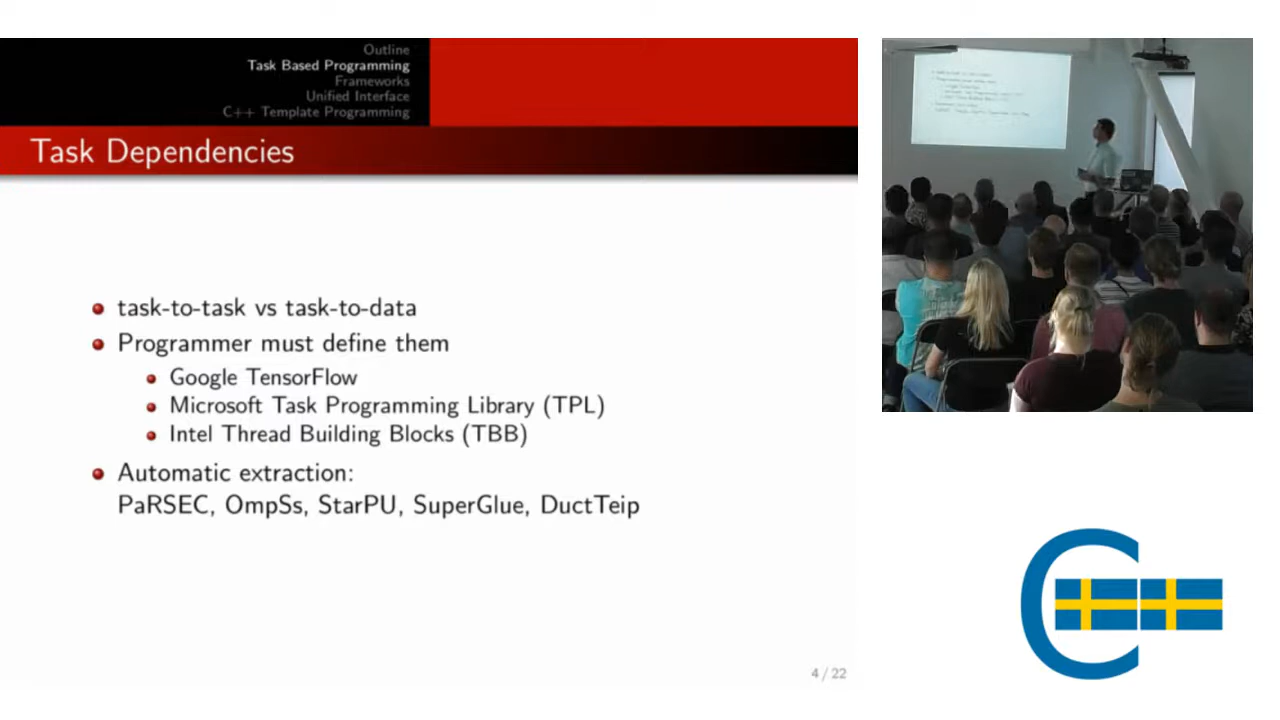 Outline
Task Based Programming
Frameworks
Unified Interface
C++ Template Programming
Task Dependencies
task-to-task vs task-to-data
Programmer must define them
Google TensorFlow
Microsoft Task Programming Library (TPL)
Intel Thread Building Blocks (TBB)
Automatic extraction:
PaRSEC, OmpSs, StarPU, SuperGlue, DuctTeip
4 / 22
C++